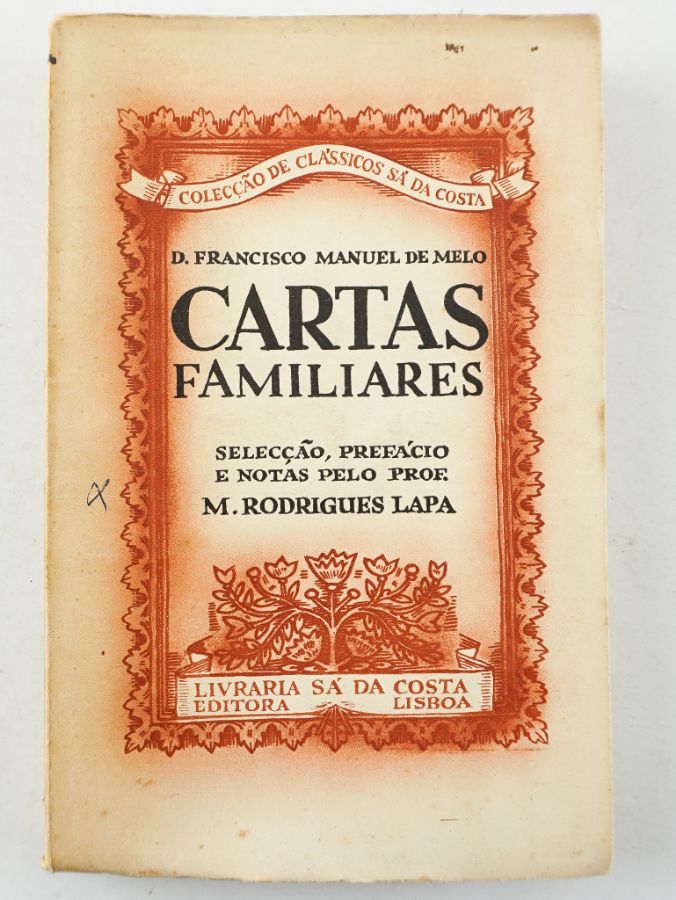 COLECÇÃO DE CLÁSSICOS SÁ DA COSTA
D. FRANCISCO MANUEL DE MELO
CARTAS
FAMILIARES
SELECÇÃO, PREFÁCIO
E NOTAS PELO PROF.
M. RODRIGUES LAPA
LIVRARIA SÁ DA COSTA
EDITORA LISBOA